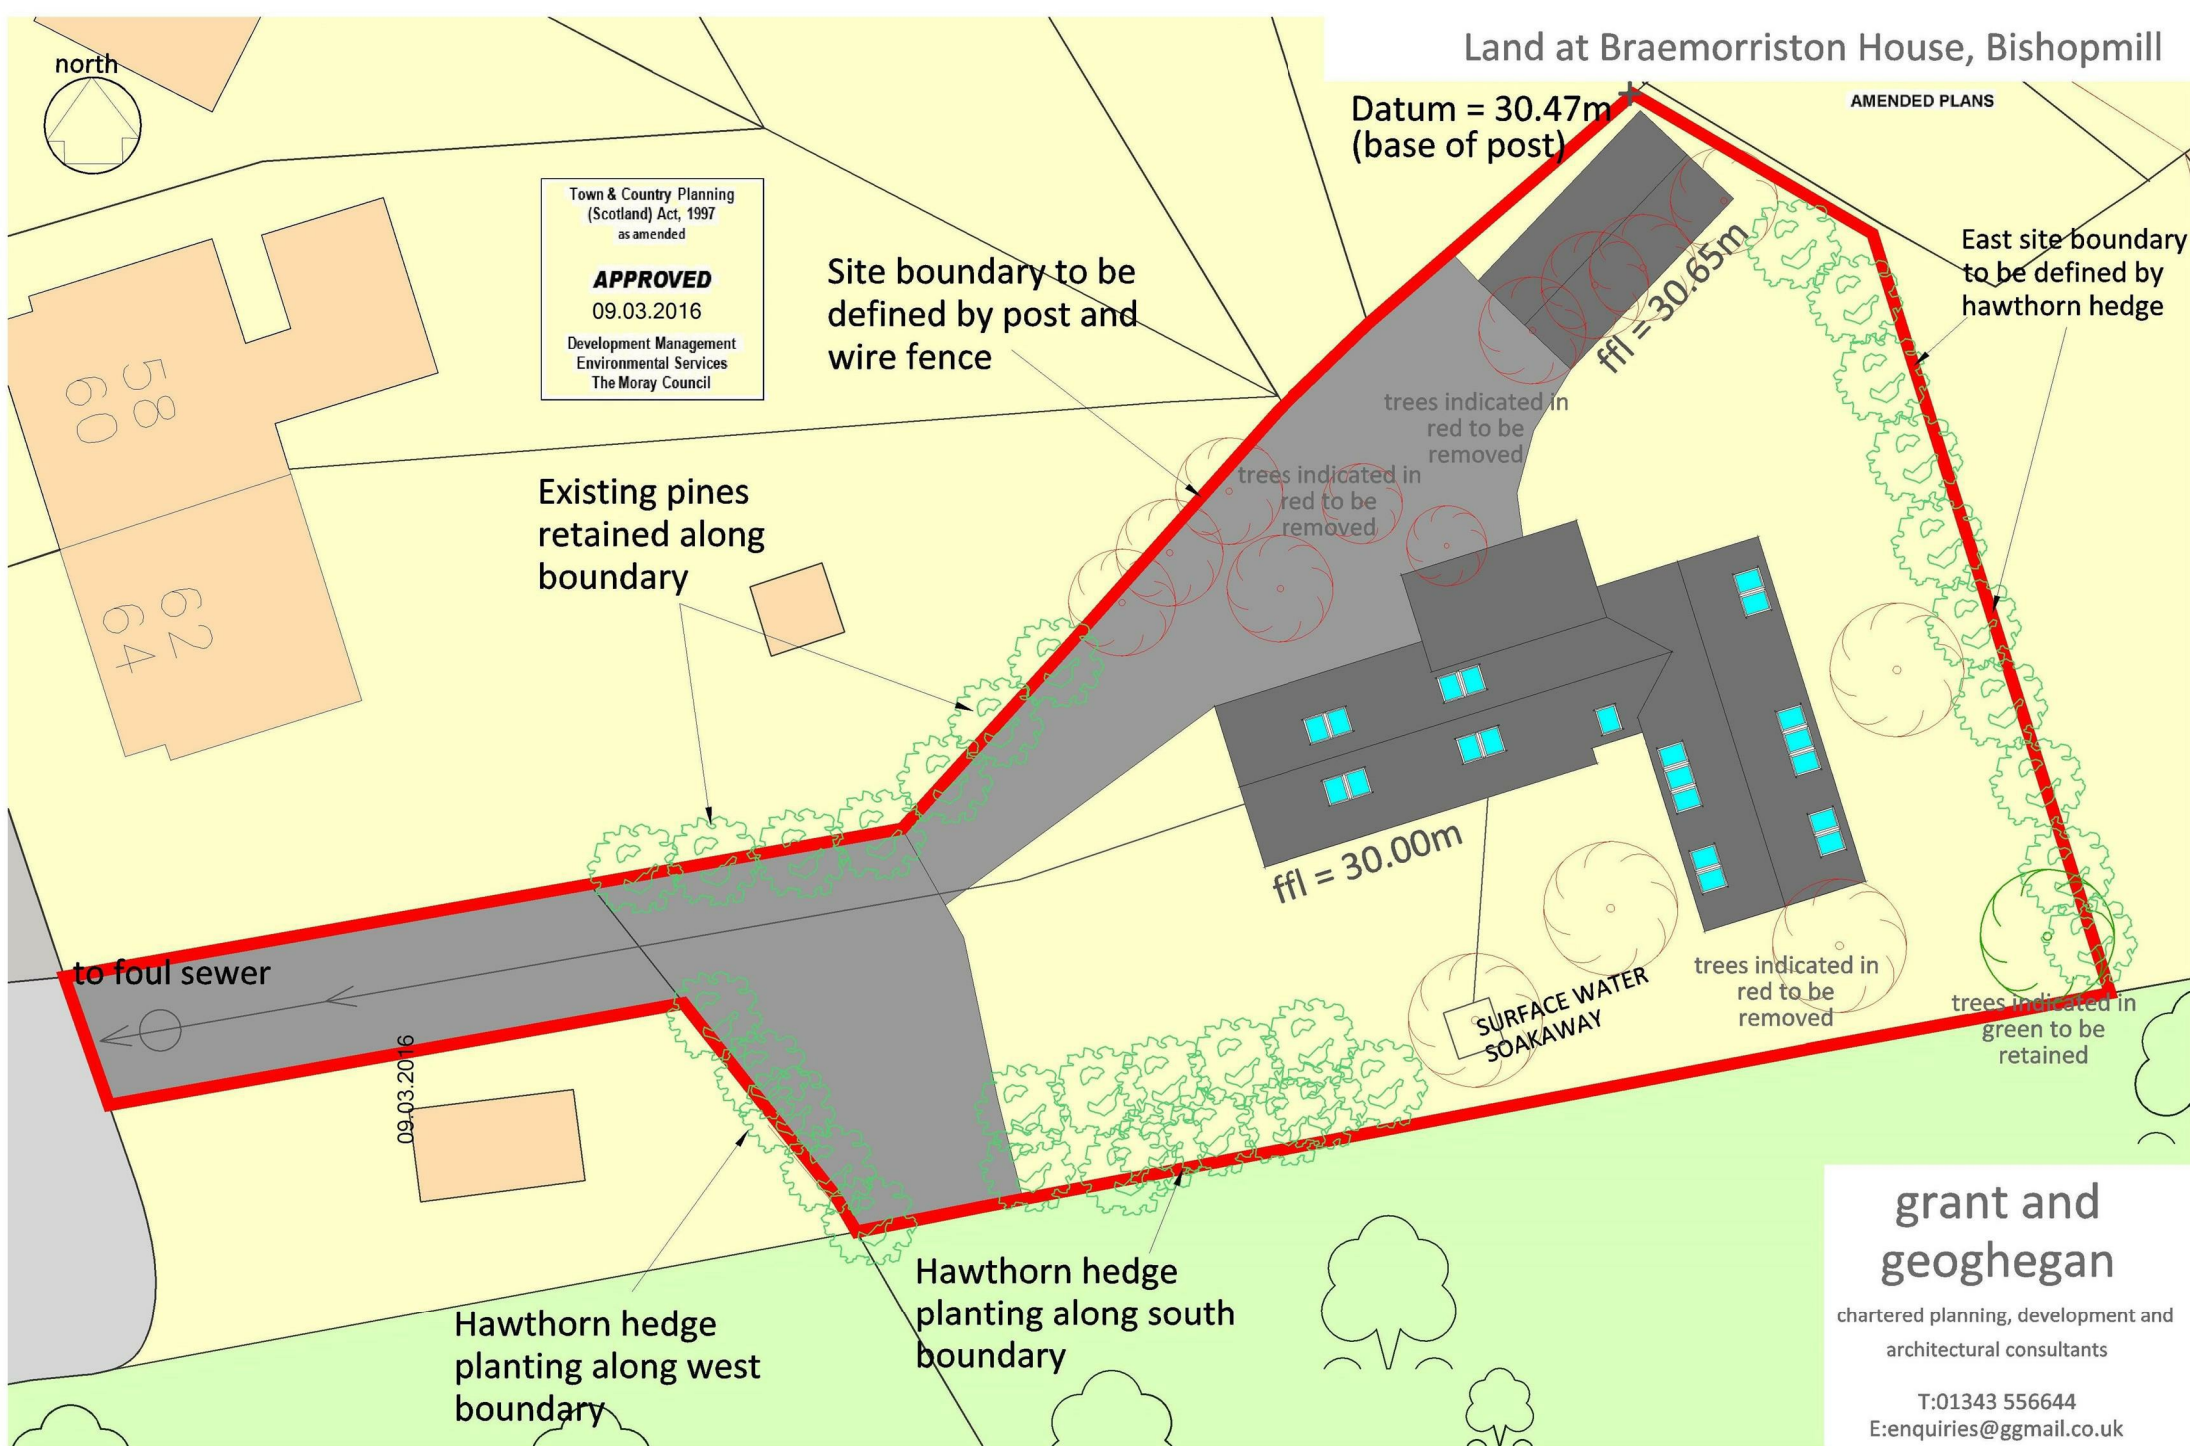 Land at Braemorriston House, Bishopmill
north
AMENDED PLANS
Datum = 30.47m
(base of post)
Town & Country Planning
(Scotland) Act, 1997
as amended
APPROVED
09.03.2016
Development Management
Environmental Services
The Moray Council
Site boundary to be
defined by post and
wire fence
East site boundary
to be defined by
hawthorn hedge
ffl = 30.65m
58
60
trees indicated in
red to be
removed
trees indicated in
red to be
removed
Existing pines
retained along
boundary
62
64
ffl = 30.00m
to foul sewer
09.03.2016
SURFACE WATER
SOAKAWAY
trees indicated in
red to be
removed
trees indicated in
green to be
retained
Hawthorn hedge
planting along west
boundary
Hawthorn hedge
planting along south
boundary
grant and
geoghegan
chartered planning, development and
architectural consultants
T:01343 556644
E:enquiries@ggmail.co.uk